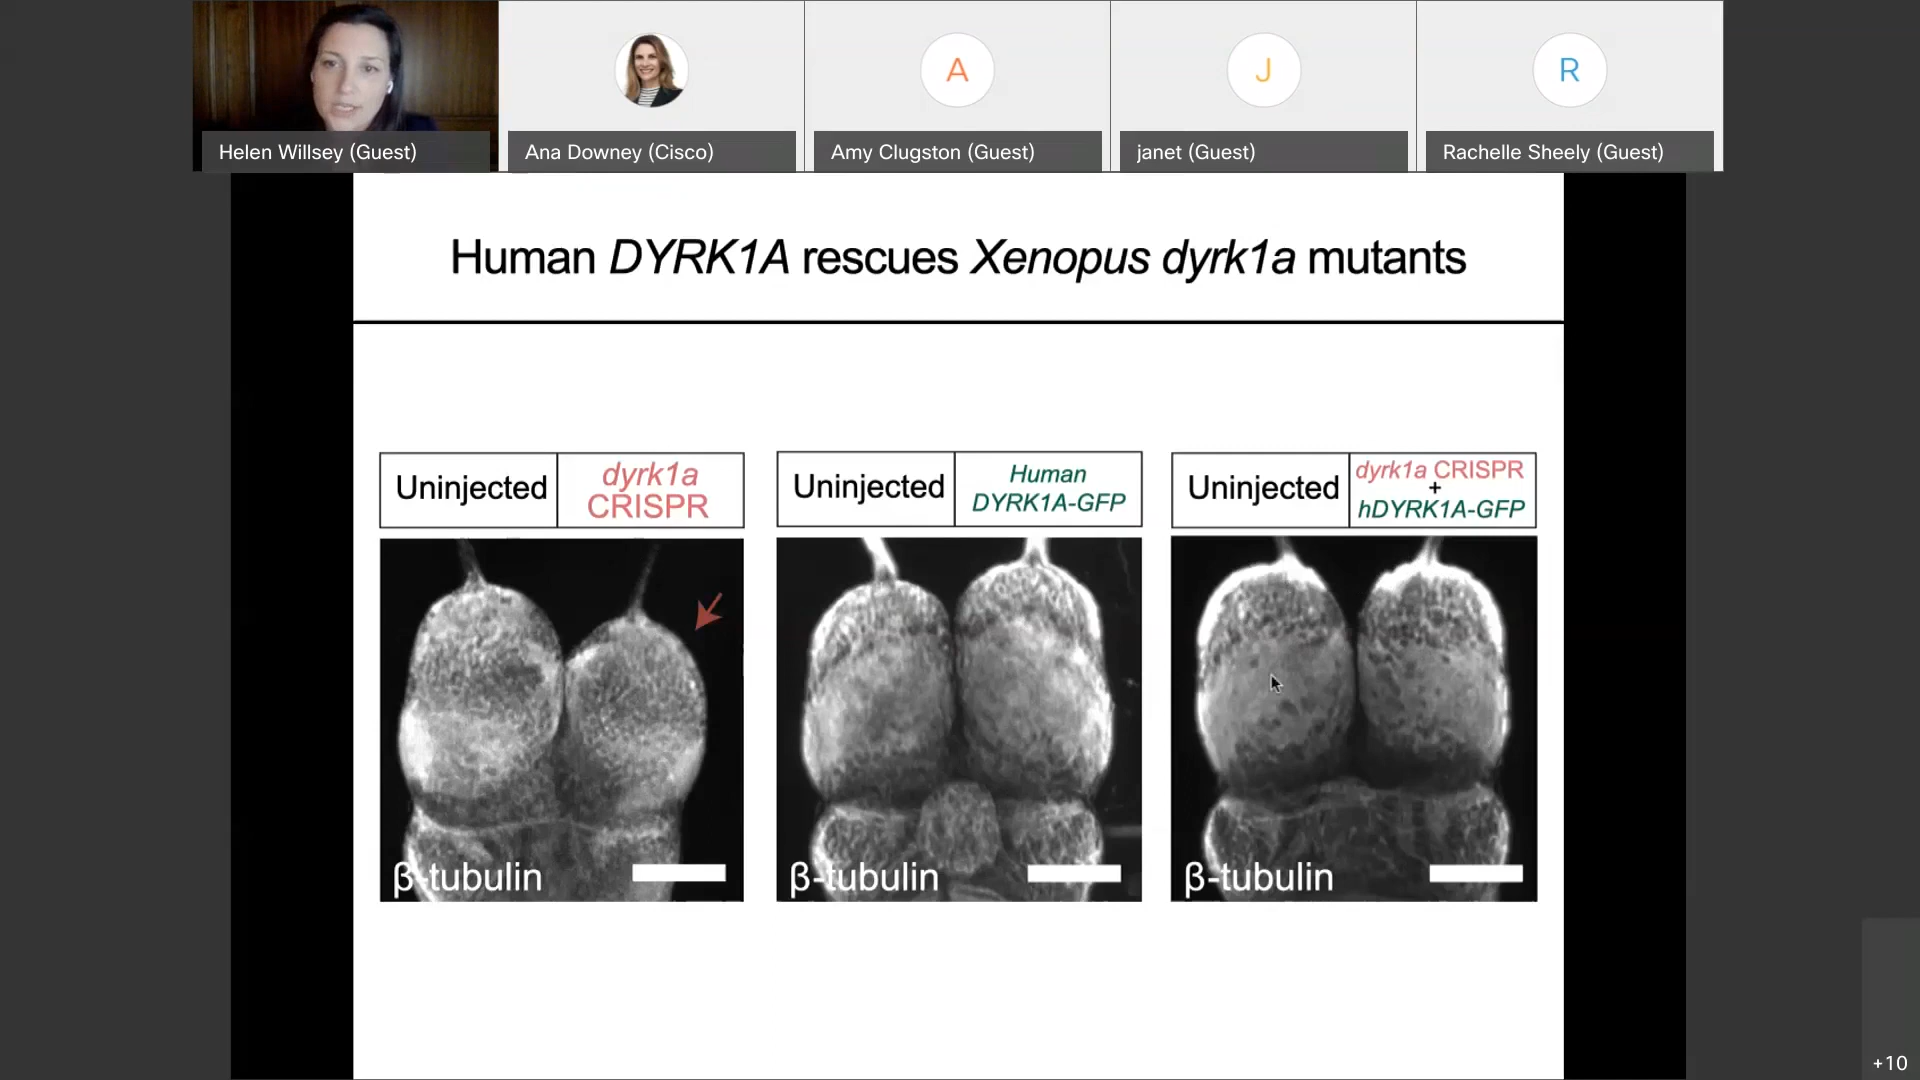 A
J
R
Helen Willsey (Guest)
Ana Downey (Cisco)
Amy Clugston (Guest)
janet (Guest)
Rachelle Sheely (Guest)
Human DYRK1A rescues Xenopus dyrk1a mutants
Uninjected
dyrk1a
CRISPR
Uninjected
Human
DYRK1A-GFP
Uninjected
dyrk1a CRISPR
+
hDYRK1A-GFP
β-tubulin
β-tubulin
β-tubulin
+10